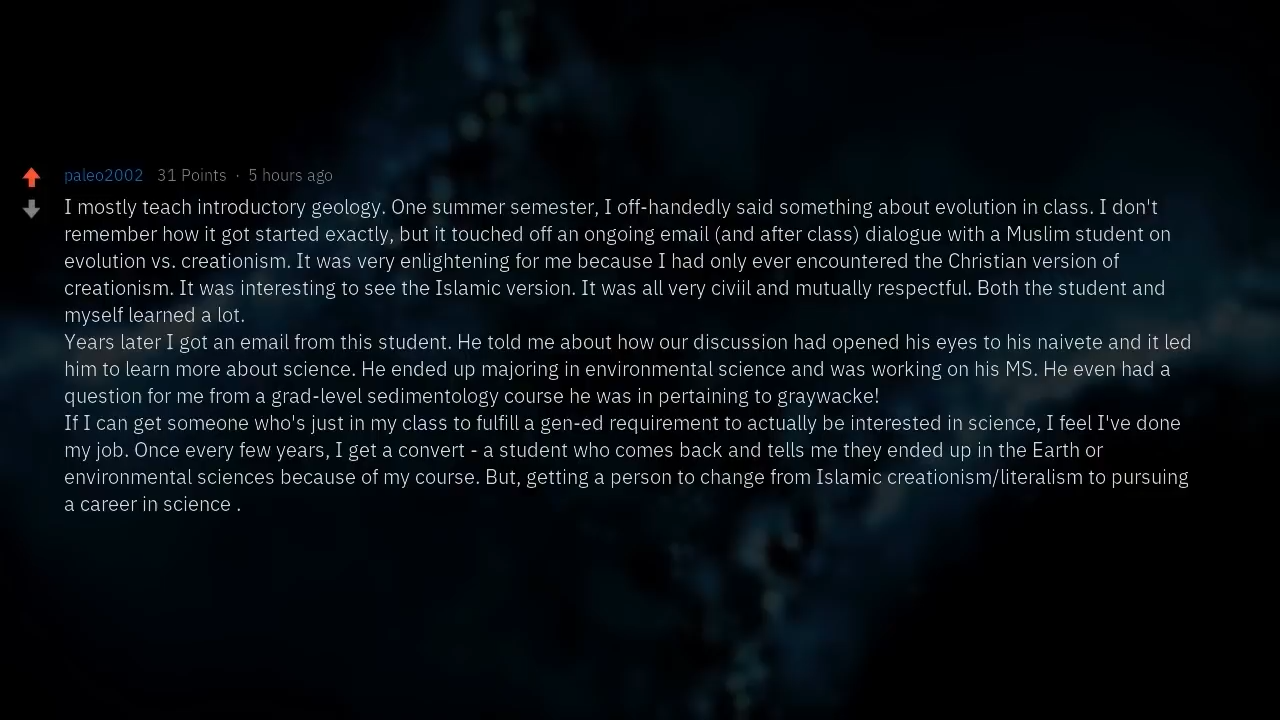 paleo2002 31 Points · 5 hours ago
I mostly teach introductory geology. One summer semester, I off-handedly said something about evolution in class. I don't
remember how it got started exactly, but it touched off an ongoing email (and after class) dialogue with a Muslim student on
evolution vs. creationism. It was very enlightening for me because I had only ever encountered the Christian version of
creationism. It was interesting to see the Islamic version. It was all very civiil and mutually respectful. Both the student and
myself learned a lot.
Years later I got an email from this student. He told me about how our discussion had opened his eyes to his naivete and it led
him to learn more about science. He ended up majoring in environmental science and was working on his MS. He even had a
question for me from a grad-level sedimentology course he was in pertaining to graywacke!
If I can get someone who's just in my class to fulfill a gen-ed requirement to actually be interested in science, I feel I've done
my job. Once every few years, I get a convert - a student who comes back and tells me they ended up in the Earth or
environmental sciences because of my course. But, getting a person to change from Islamic creationism/literalism to pursuing
a career in science .